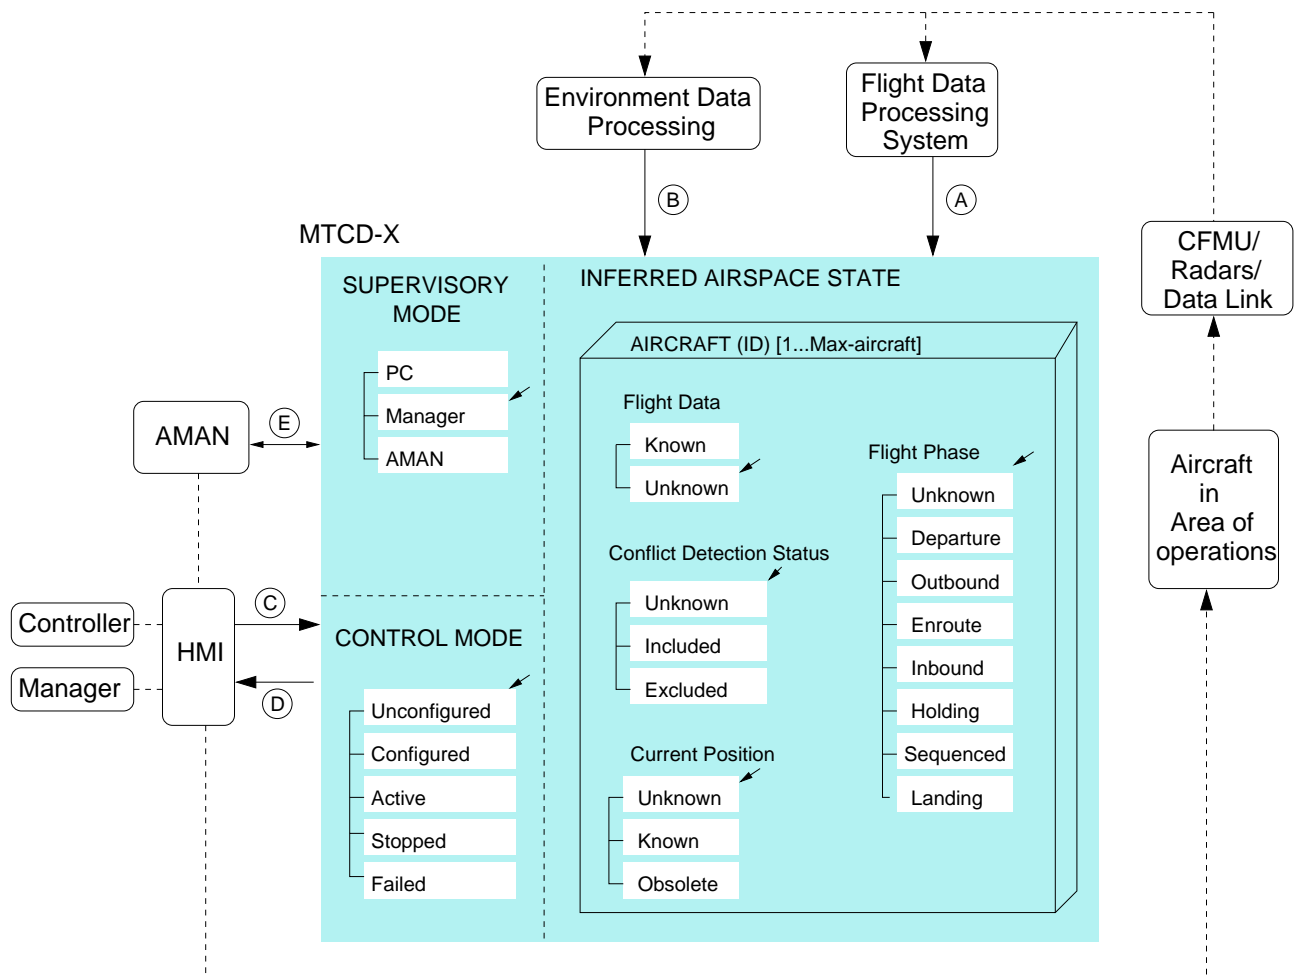 Environment Data
Processing
Flight Data
Processing
System
B
A
MTCD-X
CFMU/
Radars/
Data Link
SUPERVISORY
MODE
INFERRED AIRSPACE STATE
AIRCRAFT (ID) [1...Max-aircraft]
PC
Manager
AMAN
AMAN
E
Flight Data
Known
Unknown
Flight Phase
Unknown
Departure
Outbound
Enroute
Inbound
Holding
Sequenced
Landing
Aircraft
in
Area of
operations
Conflict Detection Status
Unknown
Included
Excluded
Controller
Manager
HMI
C
D
CONTROL MODE
Unconfigured
Configured
Active
Stopped
Failed
Current Position
Unknown
Known
Obsolete